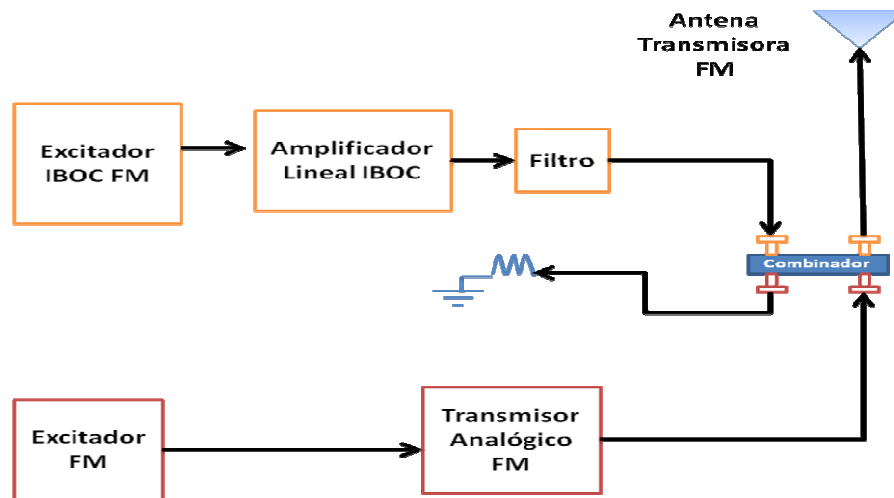 Antena
Transmisora
FM
Excitador
IBOC FM
Amplificador
Lineal IBOC
Filtro
Combinador
Excitador
FM
Transmisor
Analógico
FM